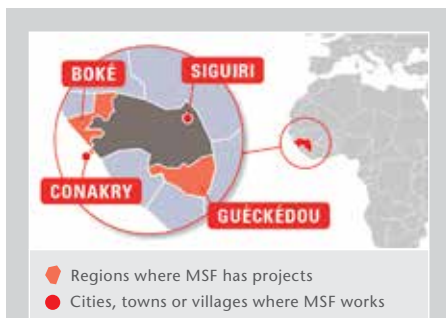 BOKÉ
SIGUIRI
CONAKRY
GUÉCKÉDOU
Regions where MSF has projects
Cities, towns or villages where MSF works